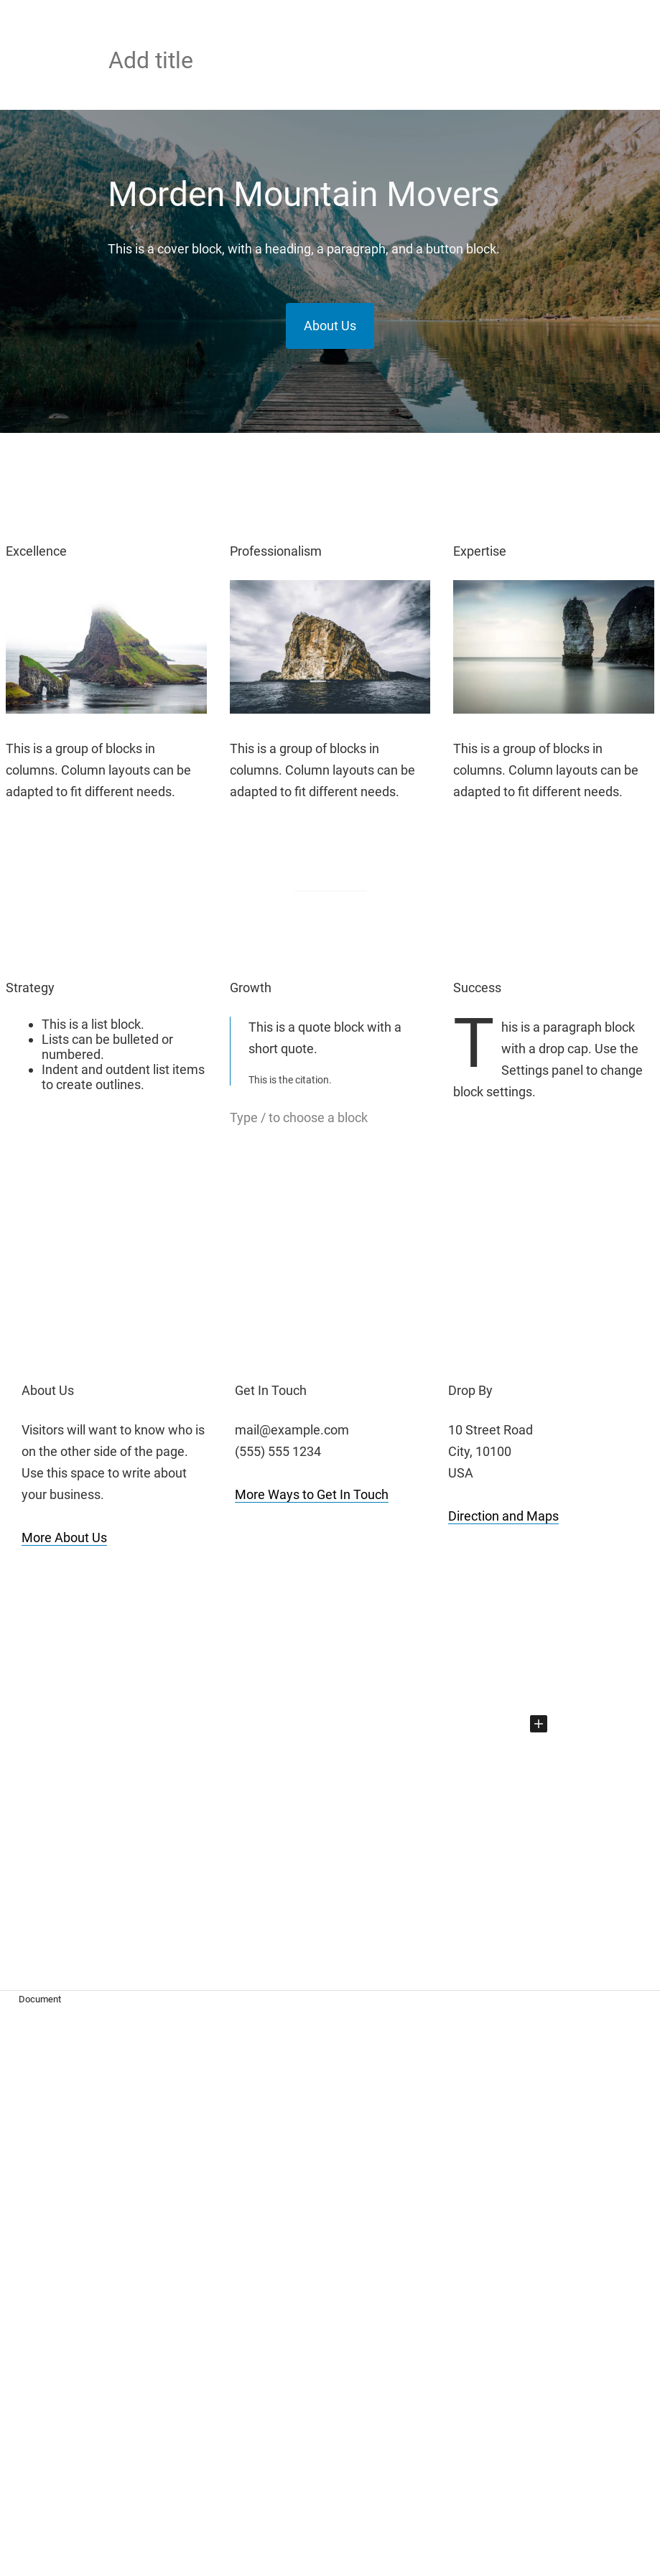 Add title
Morden Mountain Movers
This is a cover block, with a heading, a paragraph, and a button block.
About Us
Excellence
This is a group of blocks in
columns. Column layouts can be
adapted to fit different needs.
Professionalism
This is a group of blocks in
columns. Column layouts can be
adapted to fit different needs.
Expertise
This is a group of blocks in
columns. Column layouts can be
adapted to fit different needs.
Strategy
• This is a list block.
• Lists can be bulleted or
numbered.
• Indent and outdent list items
to create outlines.
Growth
This is a quote block with a
short quote.
This is the citation.
Type / to choose a block
Success
This is a paragraph block
with a drop cap. Use the
Settings panel to change
block settings.
About Us
Visitors will want to know who is
on the other side of the page.
Use this space to write about
your business.
More About Us
Get In Touch
mail@example.com
(555) 555 1234
More Ways to Get In Touch
Drop By
10 Street Road
City, 10100
USA
Direction and Maps
Document